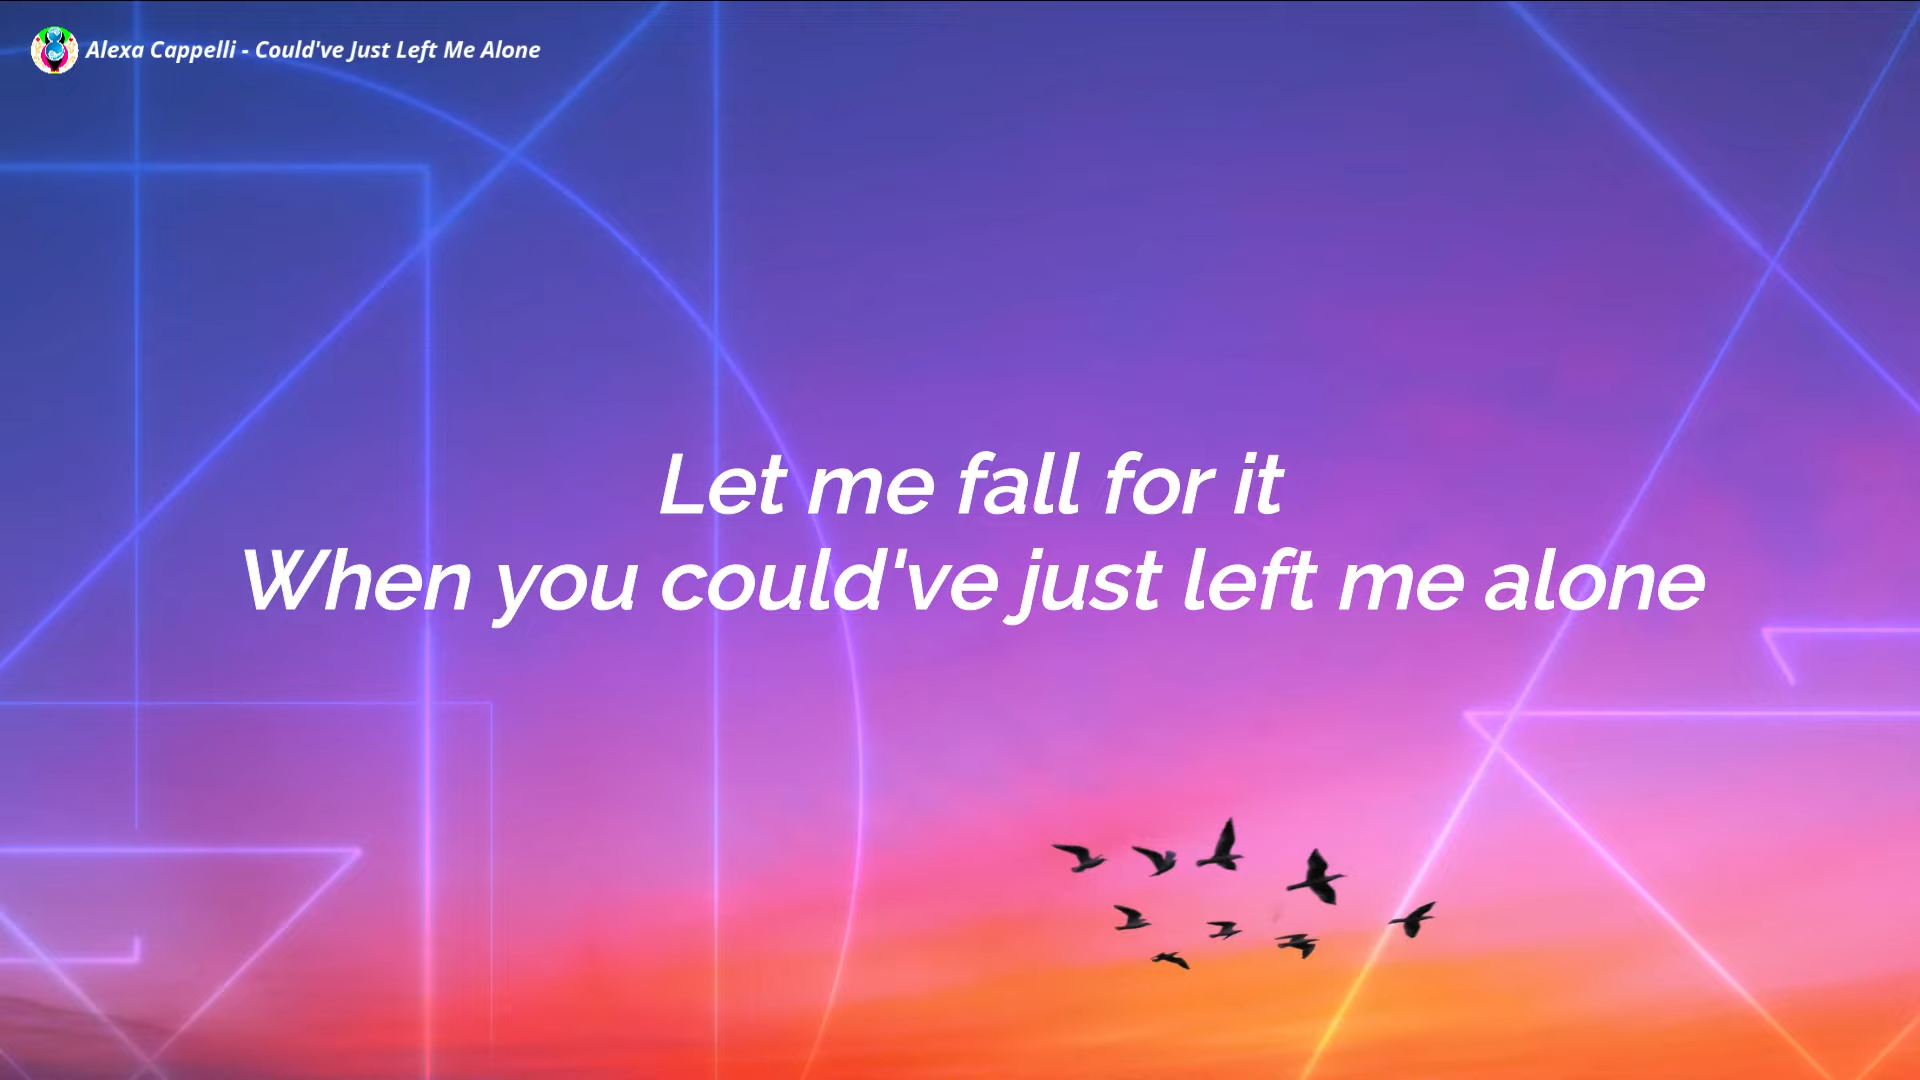 Alexa Cappelli - Could've Just Left Me Alone
Let me fall for it
When you could've just left me alone